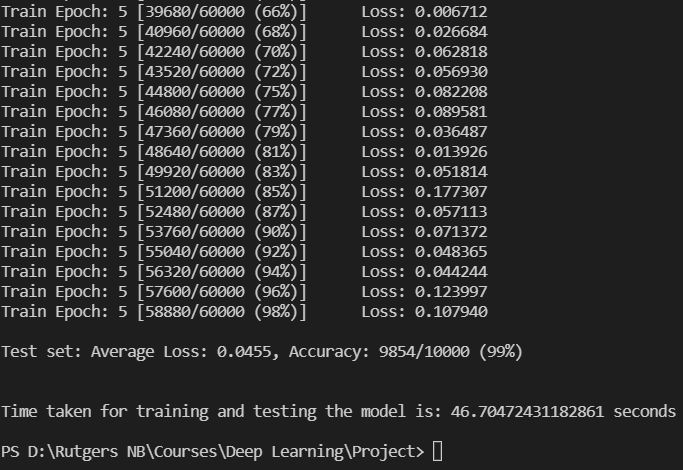 Train Epoch: 5 [39680/60000 (66%)]	Loss: 0.006712
Train Epoch: 5 [40960/60000 (68%)]	Loss: 0.026684
Train Epoch: 5 [42240/60000 (70%)]	Loss: 0.062818
Train Epoch: 5 [43520/60000 (72%)]	Loss: 0.056930
Train Epoch: 5 [44800/60000 (75%)]	Loss: 0.082208
Train Epoch: 5 [46080/60000 (77%)]	Loss: 0.089581
Train Epoch: 5 [47360/60000 (79%)]	Loss: 0.036487
Train Epoch: 5 [48640/60000 (81%)]	Loss: 0.013926
Train Epoch: 5 [49920/60000 (83%)]	Loss: 0.051814
Train Epoch: 5 [51200/60000 (85%)]	Loss: 0.177307
Train Epoch: 5 [52480/60000 (87%)]	Loss: 0.057113
Train Epoch: 5 [53760/60000 (90%)]	Loss: 0.071372
Train Epoch: 5 [55040/60000 (92%)]	Loss: 0.048365
Train Epoch: 5 [56320/60000 (94%)]	Loss: 0.044244
Train Epoch: 5 [57600/60000 (96%)]	Loss: 0.123997
Train Epoch: 5 [58880/60000 (98%)]	Loss: 0.107940
Test set: Average Loss: 0.0455, Accuracy: 9854/10000 (99%)
Time taken for training and testing the model is: 46.70472431182861 seconds
PS D:\Rutgers NB\Courses\Deep Learning\Project>